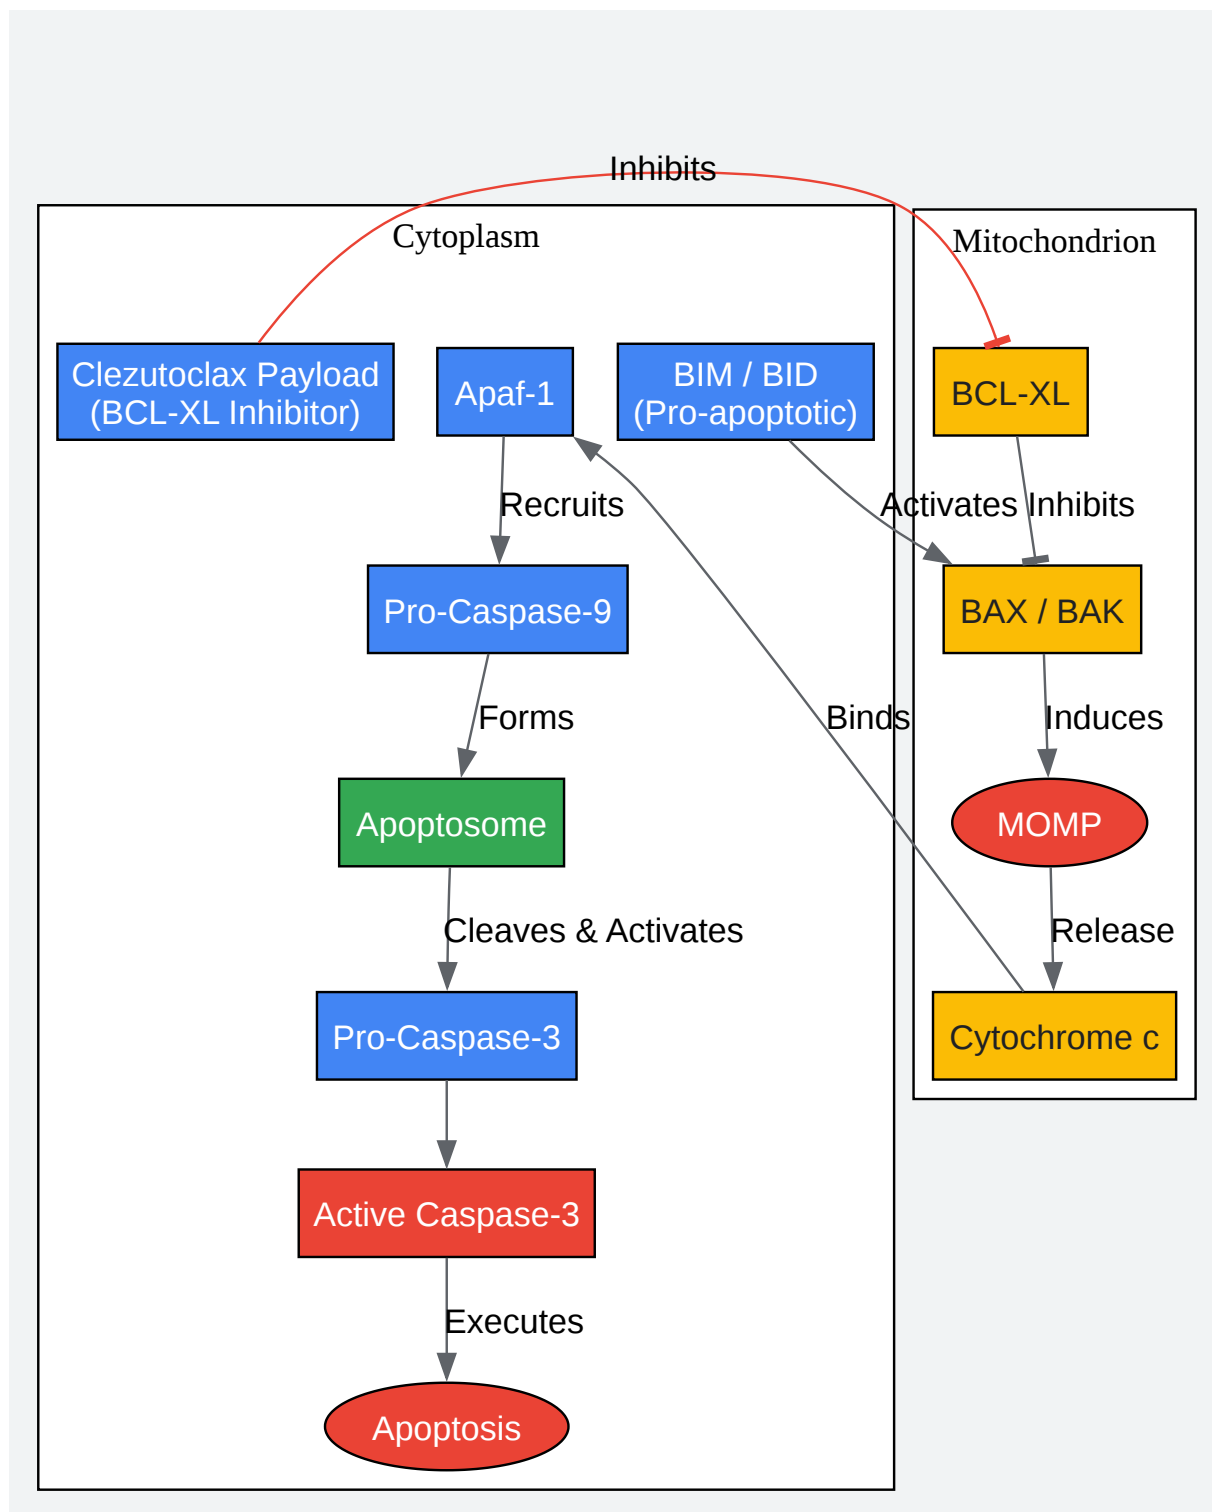 Inhibits
Cytoplasm
Mitochondrion
Clezutoclax Payload
(BCL-XL Inhibitor)
Apaf-1
BIM / BID
(Pro-apoptotic)
BCL-XL
Recruits
Activates
Inhibits
Pro-Caspase-9
BAX / BAK
Forms
Binds
Induces
Apoptosome
MOMP
Cleaves & Activates
Release
Pro-Caspase-3
Cytochrome c
Active Caspase-3
Executes
Apoptosis